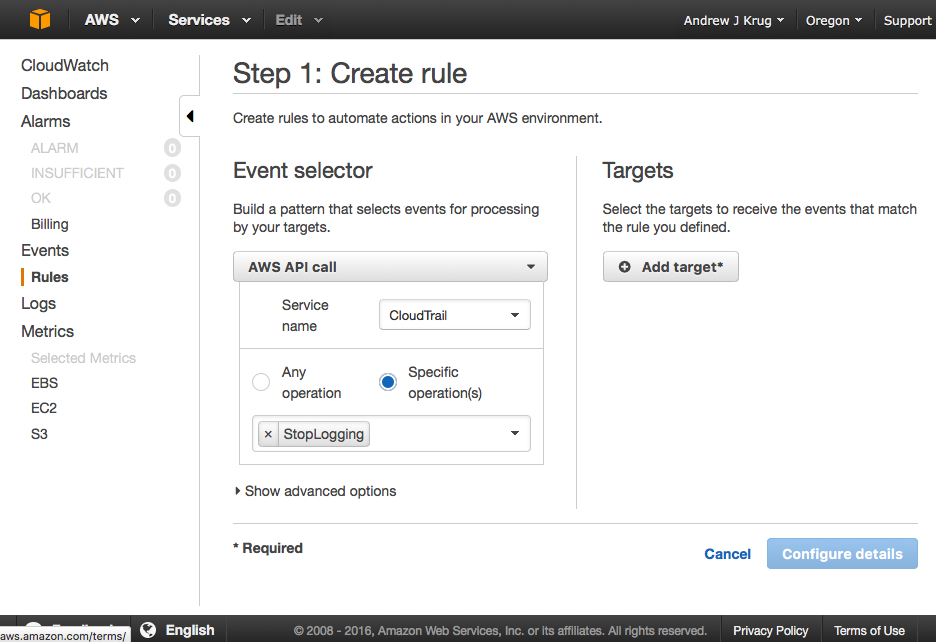 AWS Services Edit Andrew J Krug Oregon Support
CloudWatch
Dashboards
Alarms
ALARM 0
INSUFFICIENT 0
OK 0
Billing
Events
Rules
Logs
Metrics
Selected Metrics
EBS
EC2
S3
Step 1: Create rule
Create rules to automate actions in your AWS environment.
Event selector
Build a pattern that selects events for processing
by your targets.
AWS API call
Service
name
CloudTrail
Any
operation
Specific
operation(s)
× StopLogging
Show advanced options
Targets
Select the targets to receive the events that match
the rule you defined.
Add target*
* Required
Cancel Configure details
aws.amazon.com/terms/
English © 2008 - 2016, Amazon Web Services, Inc. or its affiliates. All rights reserved. Privacy Policy Terms of Use